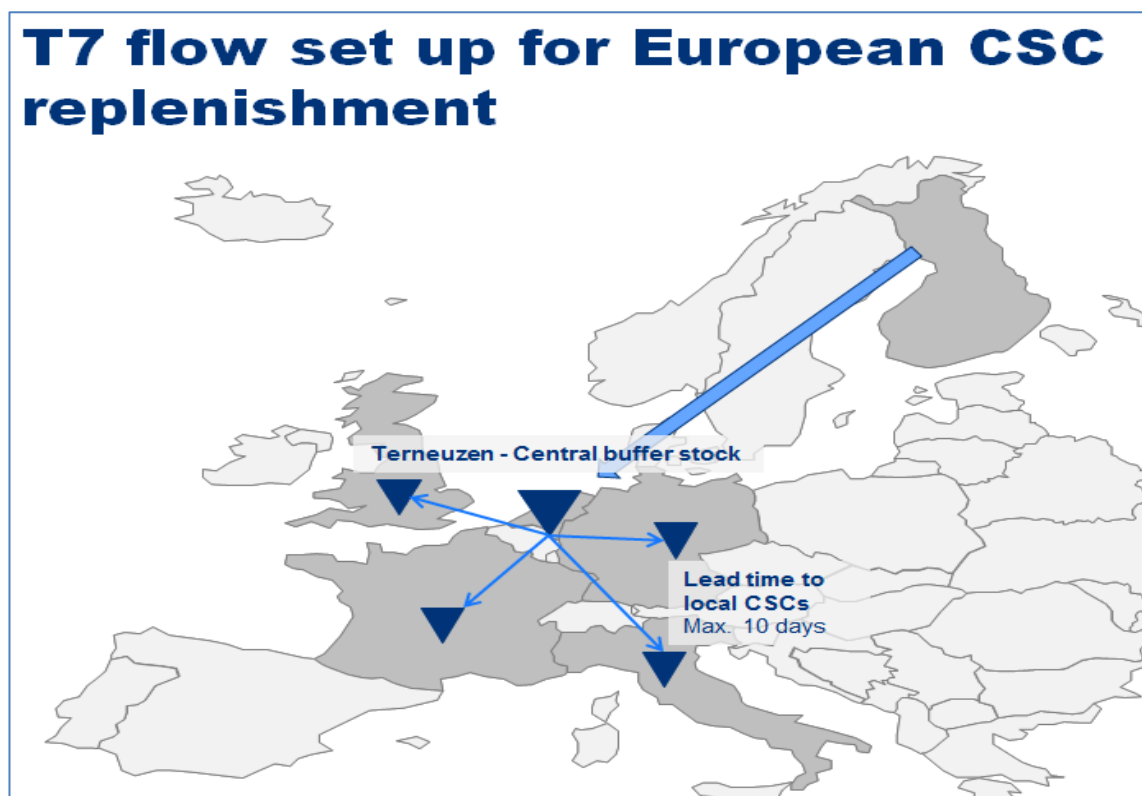 T7 flow set up for European CSC
replenishment
Terneuzen - Central buffer stock
Lead time to
local CSCs
Max. 10 days